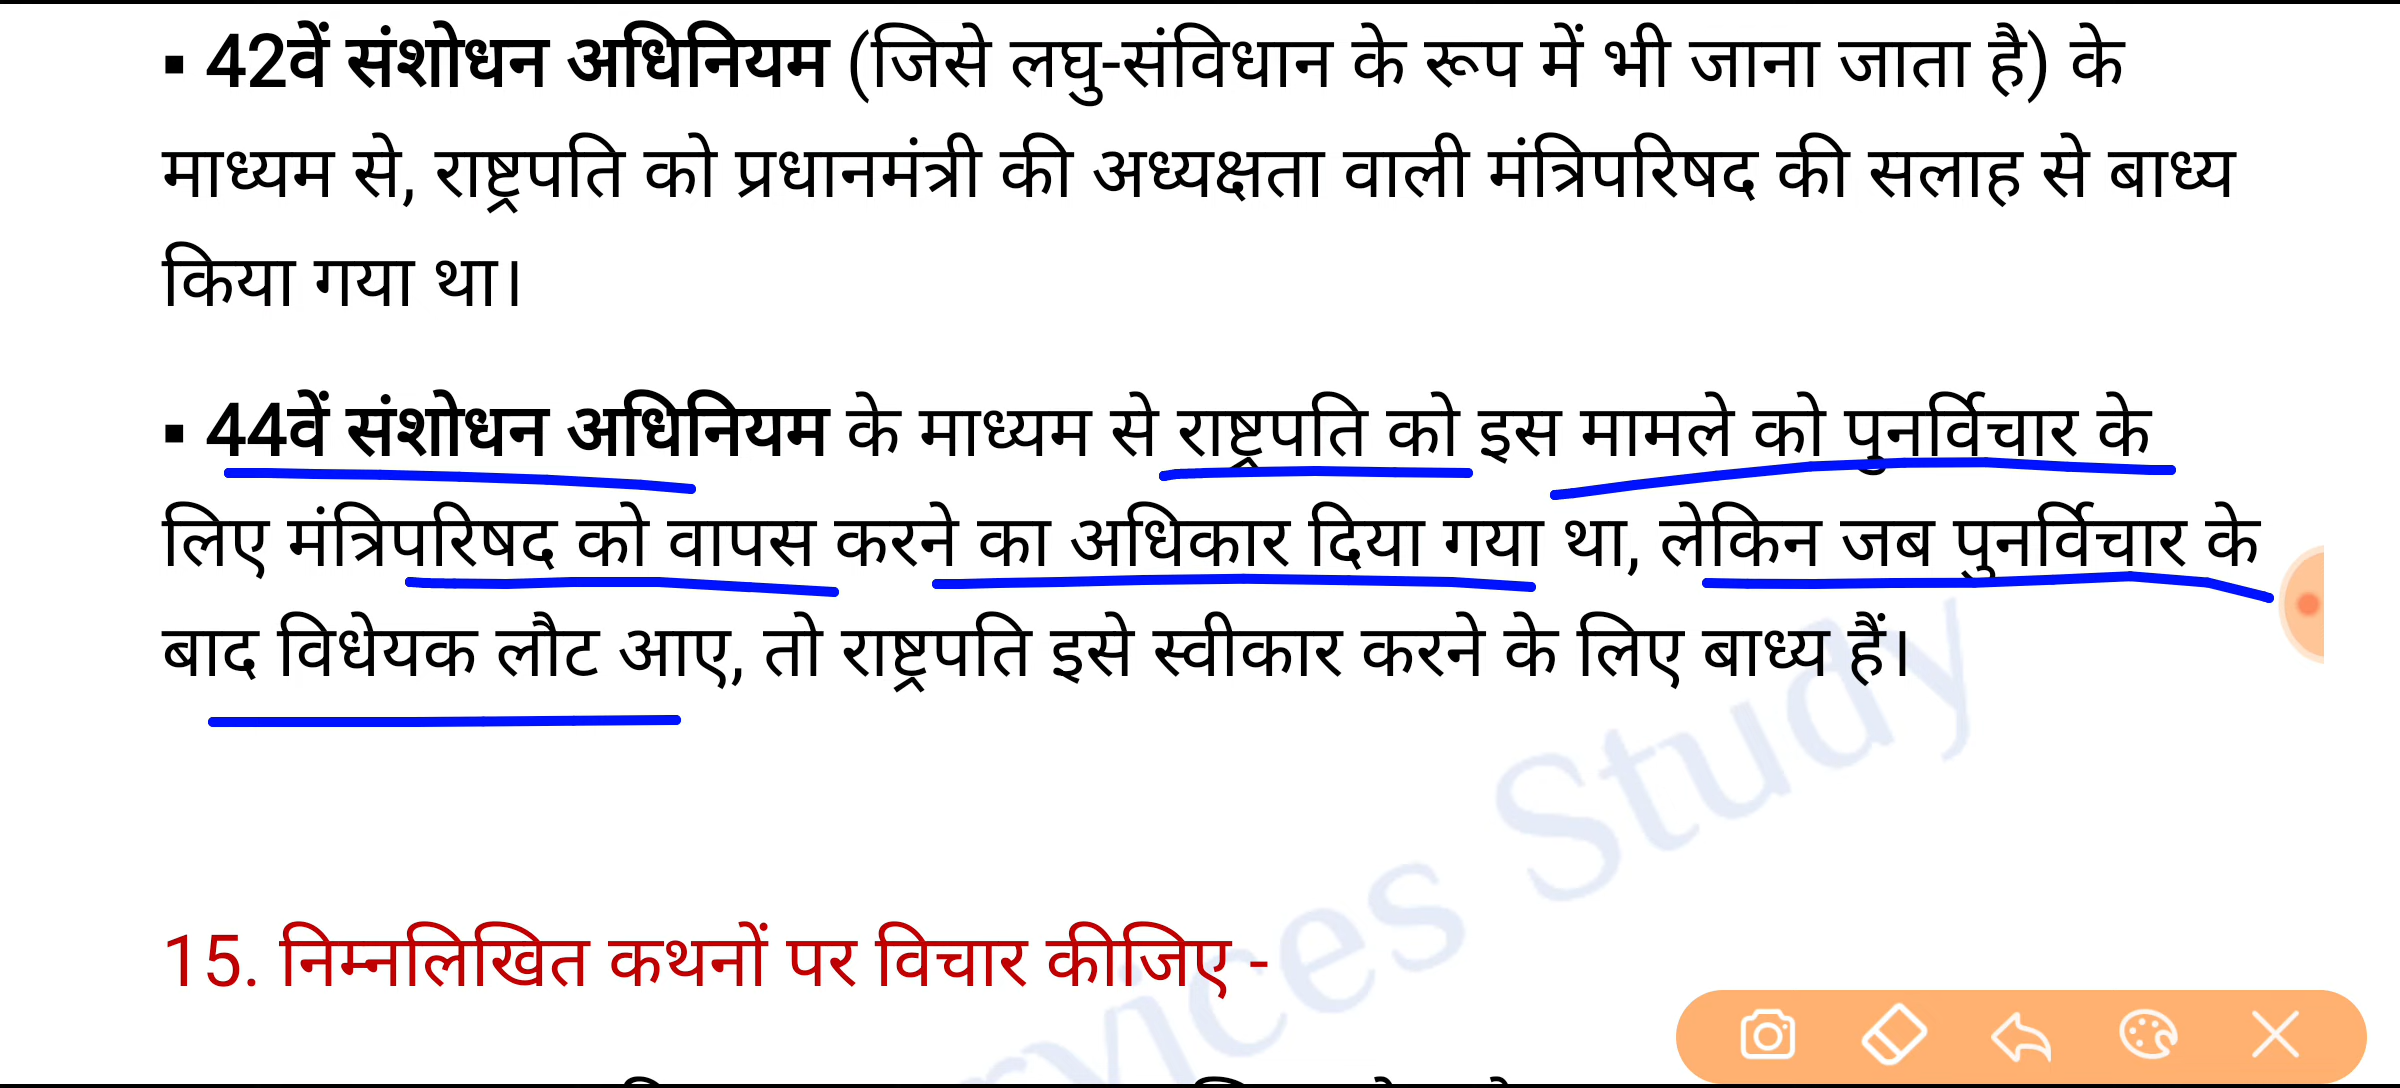 ▪ 42वें संशोधन अधिनियम (जिसे लघु-संविधान के रूप में भी जाना जाता है) के
माध्यम से, राष्ट्रपति को प्रधानमंत्री की अध्यक्षता वाली मंत्रिपरिषद की सलाह से बाध्य
किया गया था।
▪ 44वें संशोधन अधिनियम के माध्यम से राष्ट्रपति को इस मामले को पुनर्विचार के
लिए मंत्रिपरिषद को वापस करने का अधिकार दिया गया था, लेकिन जब पुनर्विचार के
बाद विधेयक लौट आए, तो राष्ट्रपति इसे स्वीकार करने के लिए बाध्य हैं।
Study
15. निम्नलिखित कथनों पर विचार कीजिए -